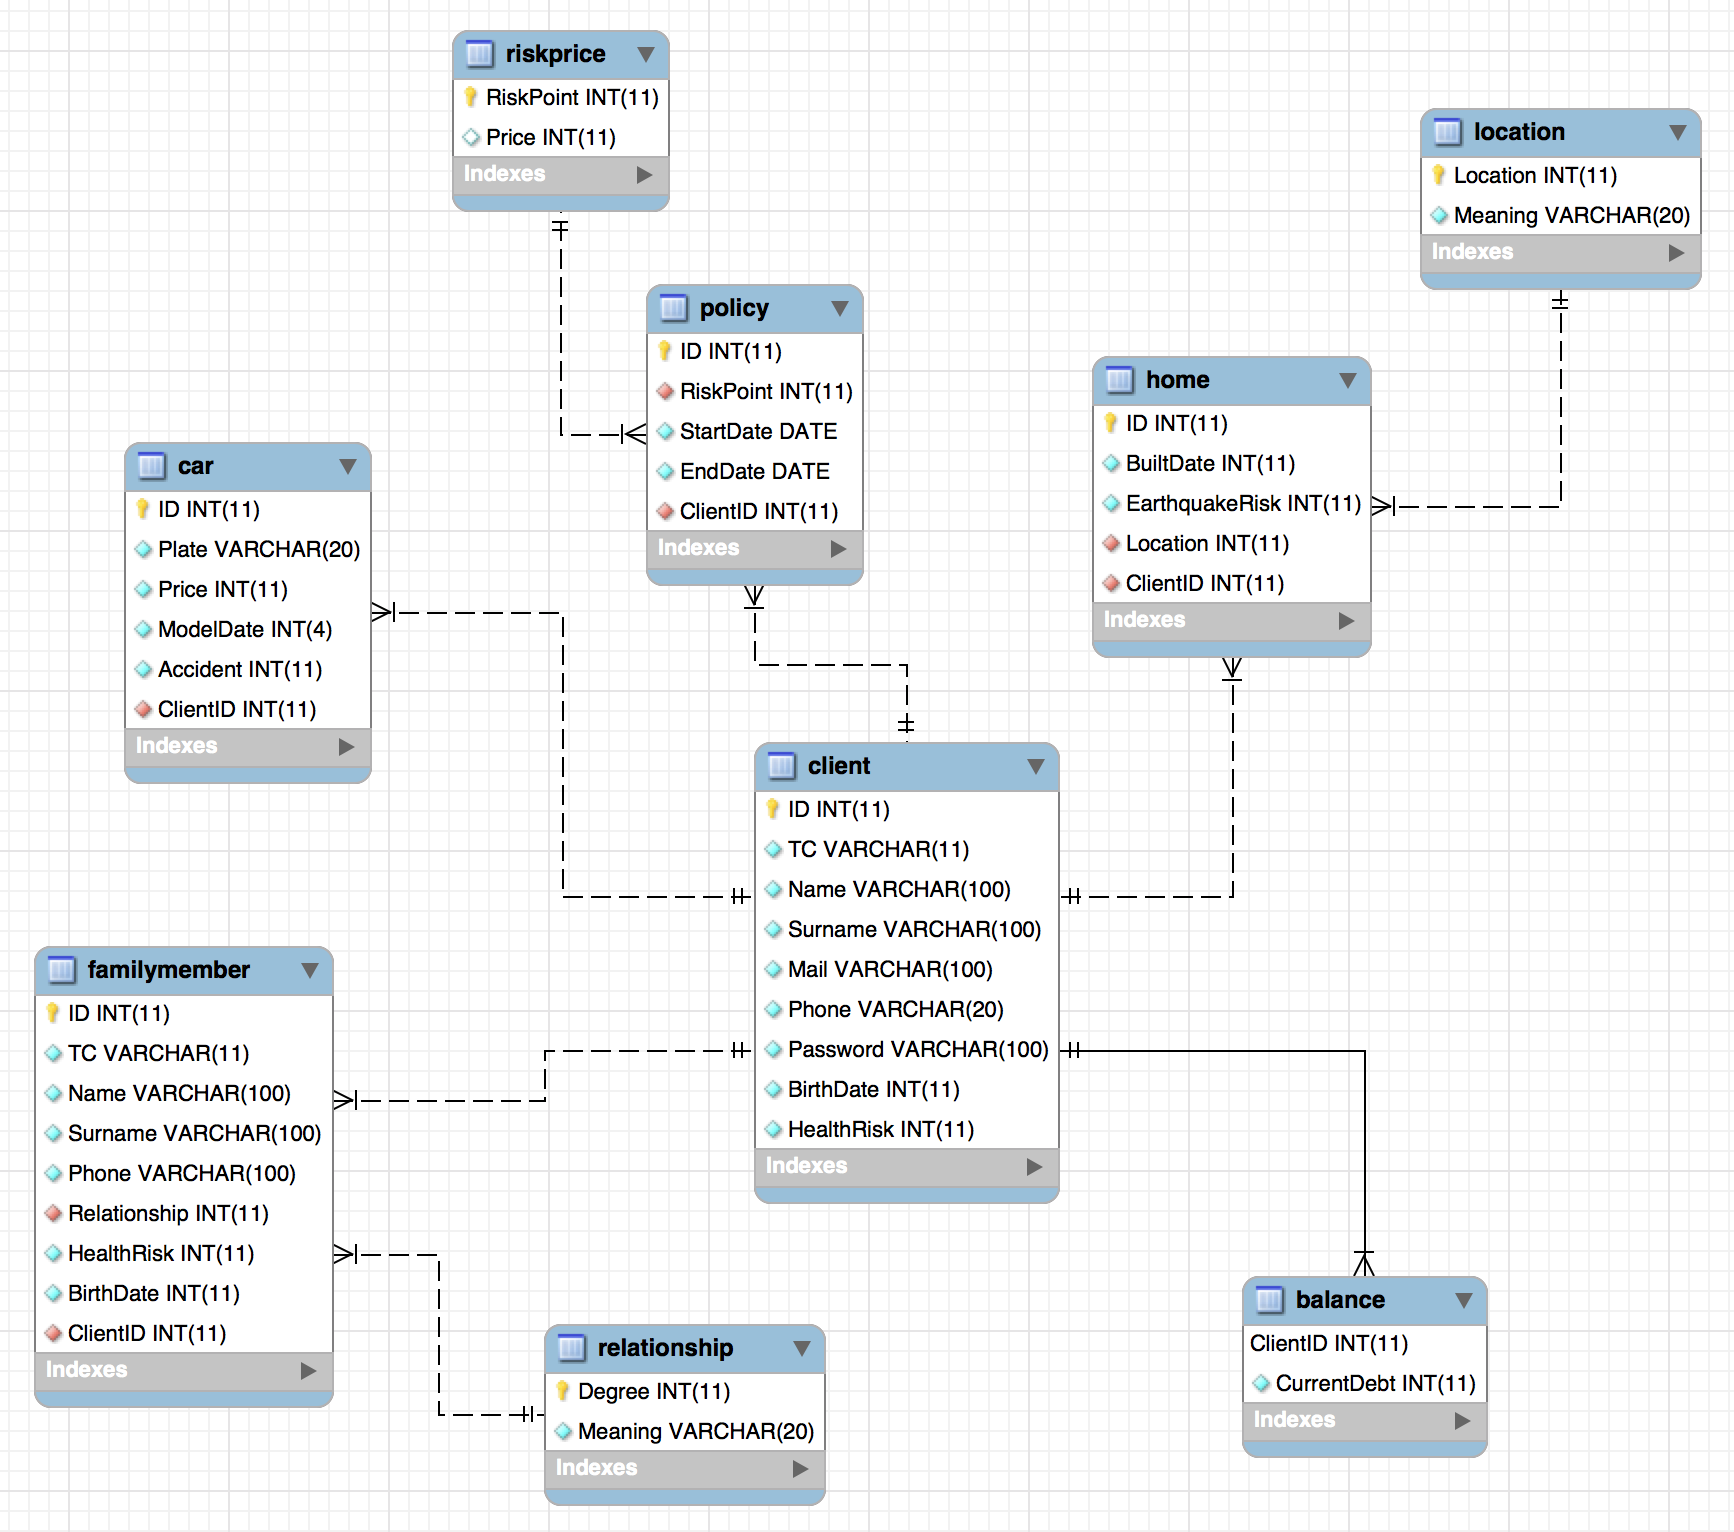 riskprice
RiskPoint INT(11)
Price INT(11)
Indexes
location
Location INT(11)
Meaning VARCHAR(20)
Indexes
policy
ID INT(11)
RiskPoint INT(11)
StartDate DATE
EndDate DATE
ClientID INT(11)
Indexes
home
ID INT(11)
BuiltDate INT(11)
EarthquakeRisk INT(11)
Location INT(11)
ClientID INT(11)
Indexes
car
ID INT(11)
Plate VARCHAR(20)
Price INT(11)
ModelDate INT(4)
Accident INT(11)
ClientID INT(11)
Indexes
client
ID INT(11)
TC VARCHAR(11)
Name VARCHAR(100)
Surname VARCHAR(100)
Mail VARCHAR(100)
Phone VARCHAR(20)
Password VARCHAR(100)
BirthDate INT(11)
HealthRisk INT(11)
Indexes
familymember
ID INT(11)
TC VARCHAR(11)
Name VARCHAR(100)
Surname VARCHAR(100)
Phone VARCHAR(100)
Relationship INT(11)
HealthRisk INT(11)
BirthDate INT(11)
ClientID INT(11)
Indexes
relationship
Degree INT(11)
Meaning VARCHAR(20)
Indexes
balance
ClientID INT(11)
CurrentDebt INT(11)
Indexes